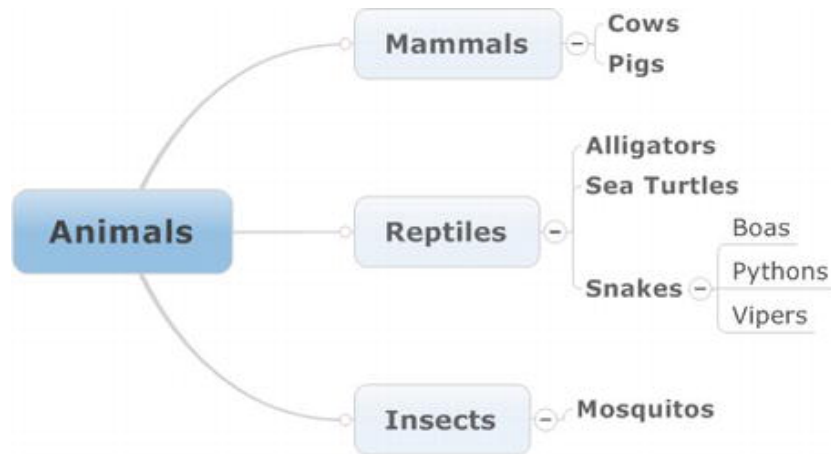 Animals
Mammals
Cows
Pigs
Reptiles
Alligators
Sea Turtles
Snakes
Boas
Pythons
Vipers
Insects
Mosquitos